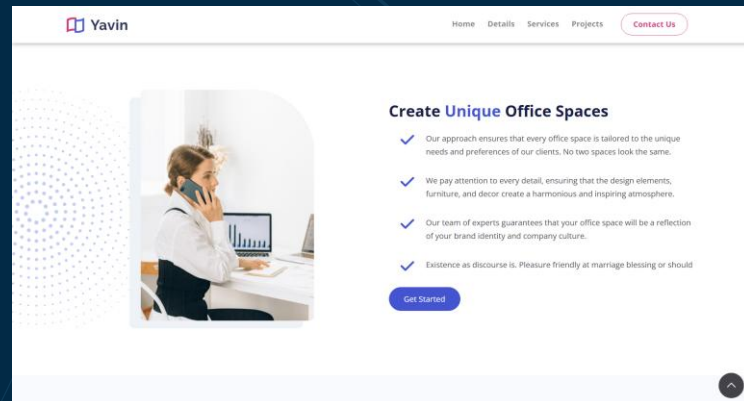 Yavin
Home Details Services Projects Contact Us
Create Unique Office Spaces
Our approach ensures that every office space is tailored to the unique
needs and preferences of our clients. No two spaces look the same.
We pay attention to every detail, ensuring that the design elements,
furniture, and decor create a harmonious and inspiring atmosphere.
Our team of experts guarantees that your office space will be a reflection
of your brand identity and company culture.
Existence as discourse is. Pleasure friendly at marriage blessing or should
Get Started